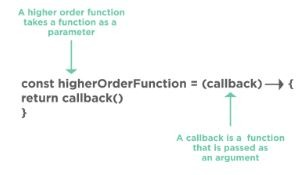 A higher order function
takes a function as a
parameter
const higherOrderFunction = (callback) → {
return callback()
}
A callback is a function
that is passed as
an argument